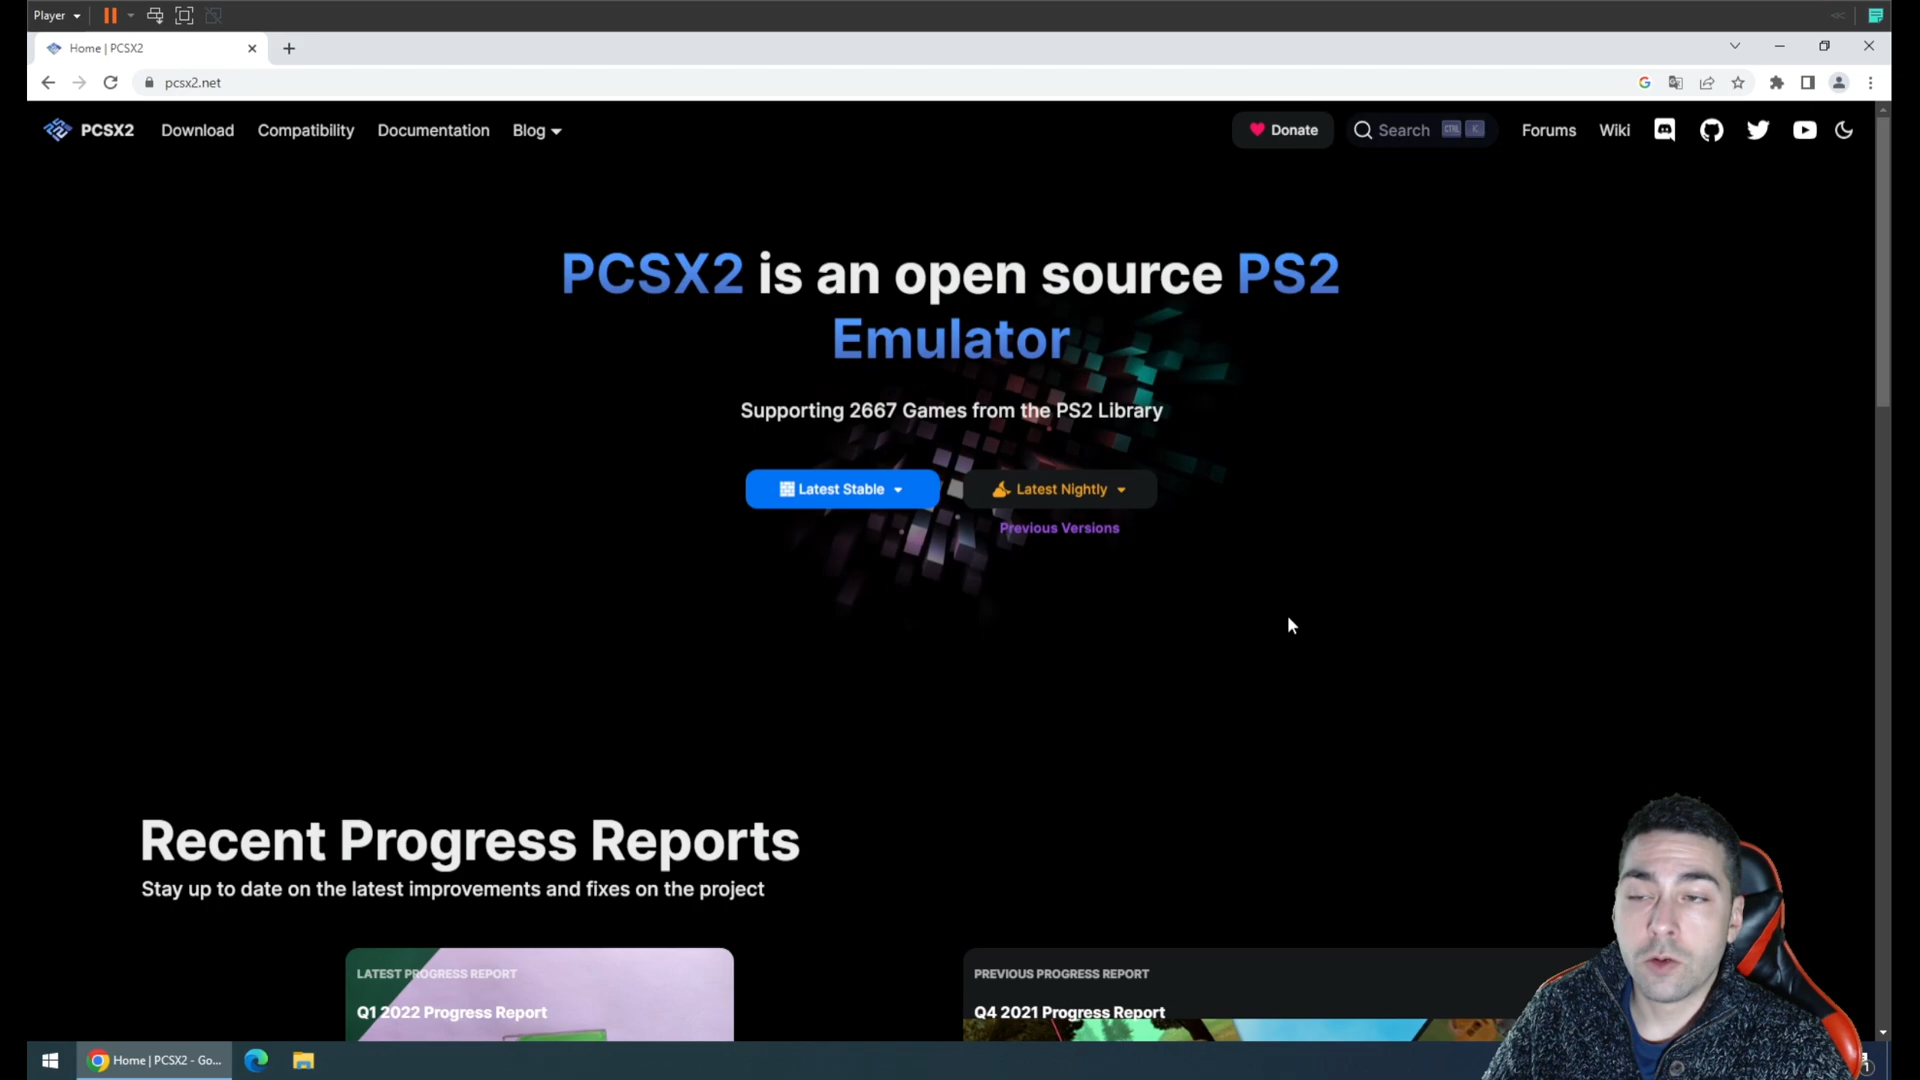 Player
Home | PCSX2
pcsx2.net
PCSX2 Download Compatibility Documentation Blog Donate Search CTRL K Forums Wiki
PCSX2 is an open source PS2
Emulator
Supporting 2667 Games from the PS2 Library
Latest Stable Latest Nightly
Previous Versions
Recent Progress Reports
Stay up to date on the latest improvements and fixes on the project
LATEST PROGRESS REPORT
Q1 2022 Progress Report
PREVIOUS PROGRESS REPORT
Q4 2021 Progress Report
Home | PCSX2 - Go...
1